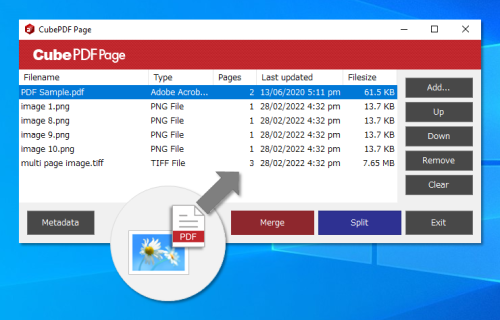 CubePDF Page
CubePDF Page
Filename Type Pages Last updated Filesize
PDF Sample.pdf Adobe Acrob... 2 13/06/2020 5:11 pm 61.5 KB
image 1.png PNG File 1 28/02/2022 4:32 pm 13.7 KB
image 8.png PNG File 1 28/02/2022 4:32 pm 13.7 KB
image 9.png PNG File 1 28/02/2022 4:32 pm 13.7 KB
image 10.png PNG File 1 28/02/2022 4:32 pm 13.7 KB
multi page image.tiff TIFF File 3 28/02/2022 4:32 pm 7.65 MB
Add...
Up
Down
Remove
Clear
Metadata Merge Split Exit
PDF